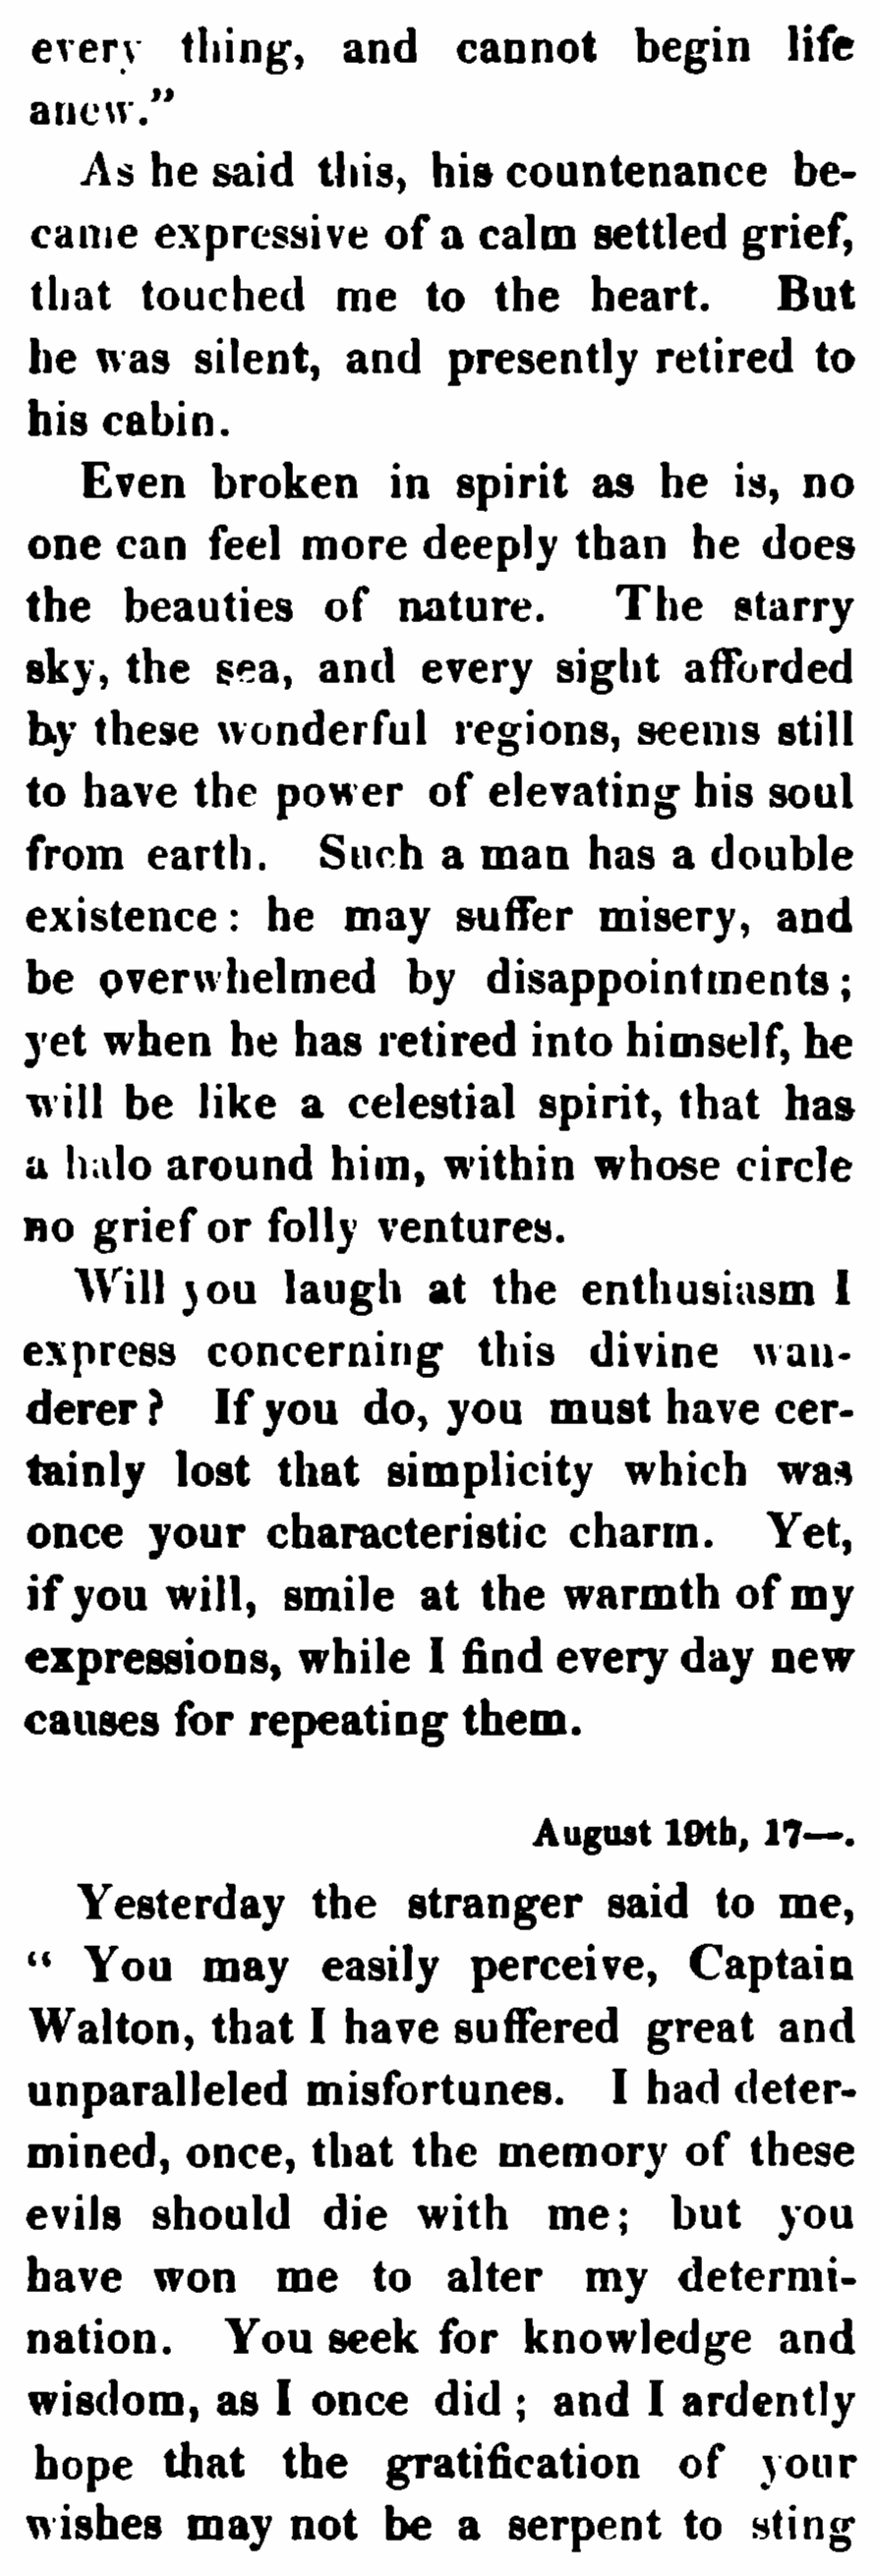 every thing, and cannot begin life
anew."
As he said this, his countenance be-
came expressive of a calm settled grief,
that touched me to the heart. But
he was silent, and presently retired to
his cabin.
Even broken in spirit as he is, no
one can feel more deeply than he does
the beauties of nature. The starry
sky, the sea, and every sight afforded
by these wonderful regions, seems still
to have the power of elevating his soul
from earth. Such a man has a double
existence: he may suffer misery, and
be overwhelmed by disappointments;
yet when he has retired into himself, he
will be like a celestial spirit, that has
a halo around him, within whose circle
no grief or folly ventures.
Will you laugh at the enthusiasm I
express concerning this divine wan-
derer? If you do, you must have cer-
tainly lost that simplicity which was
once your characteristic charm. Yet,
if you will, smile at the warmth of my
expressions, while I find every day new
causes for repeating them.
August 19th, 17—.
Yesterday the stranger said to me,
" You may easily perceive, Captain
Walton, that I have suffered great and
unparalleled misfortunes. I had deter-
mined, once, that the memory of these
evils should die with me; but you
have won me to alter my determi-
nation. You seek for knowledge and
wisdom, as I once did; and I ardently
hope that the gratification of your
wishes may not be a serpent to sting